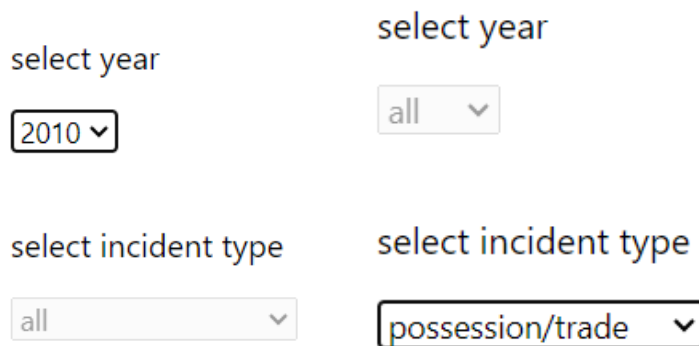 select year
2010
select incident type
all
select year
all
select incident type
possession/trade